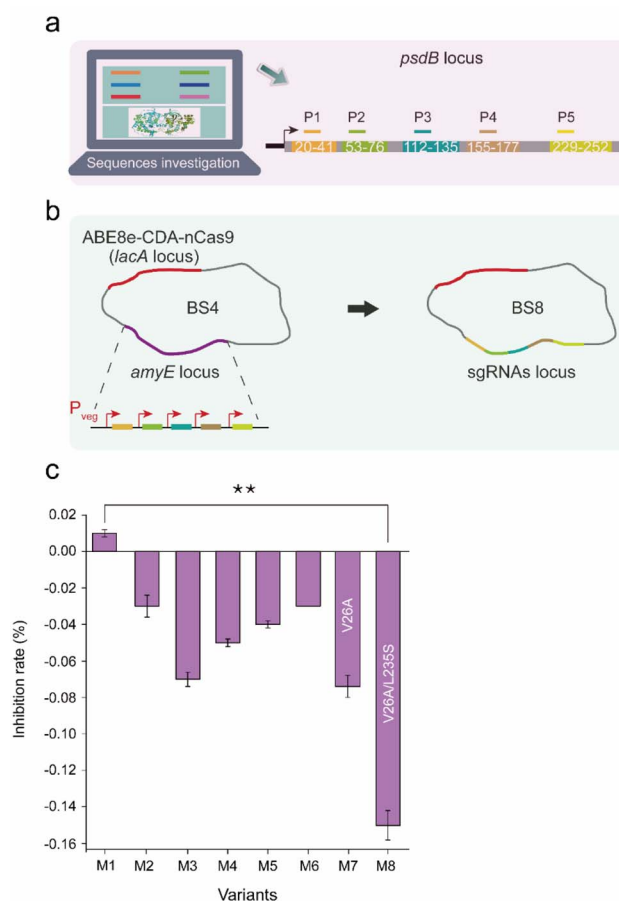 a
psdB locus
P1 P2 P3 P4 P5
20-41 53-76 112-135 155-177 229-252
Sequences investigation
b
ABE8e-CDA-nCas9
(lacA locus)
BS4
BS8
amyE locus
sgRNAs locus
Pveg
c
**
0.02
0.00
-0.02
-0.04
-0.06
-0.08
-0.10
-0.12
-0.14
-0.16
Inhibition rate (%)
V26A
V26A/L235S
M1 M2 M3 M4 M5 M6 M7 M8
Variants